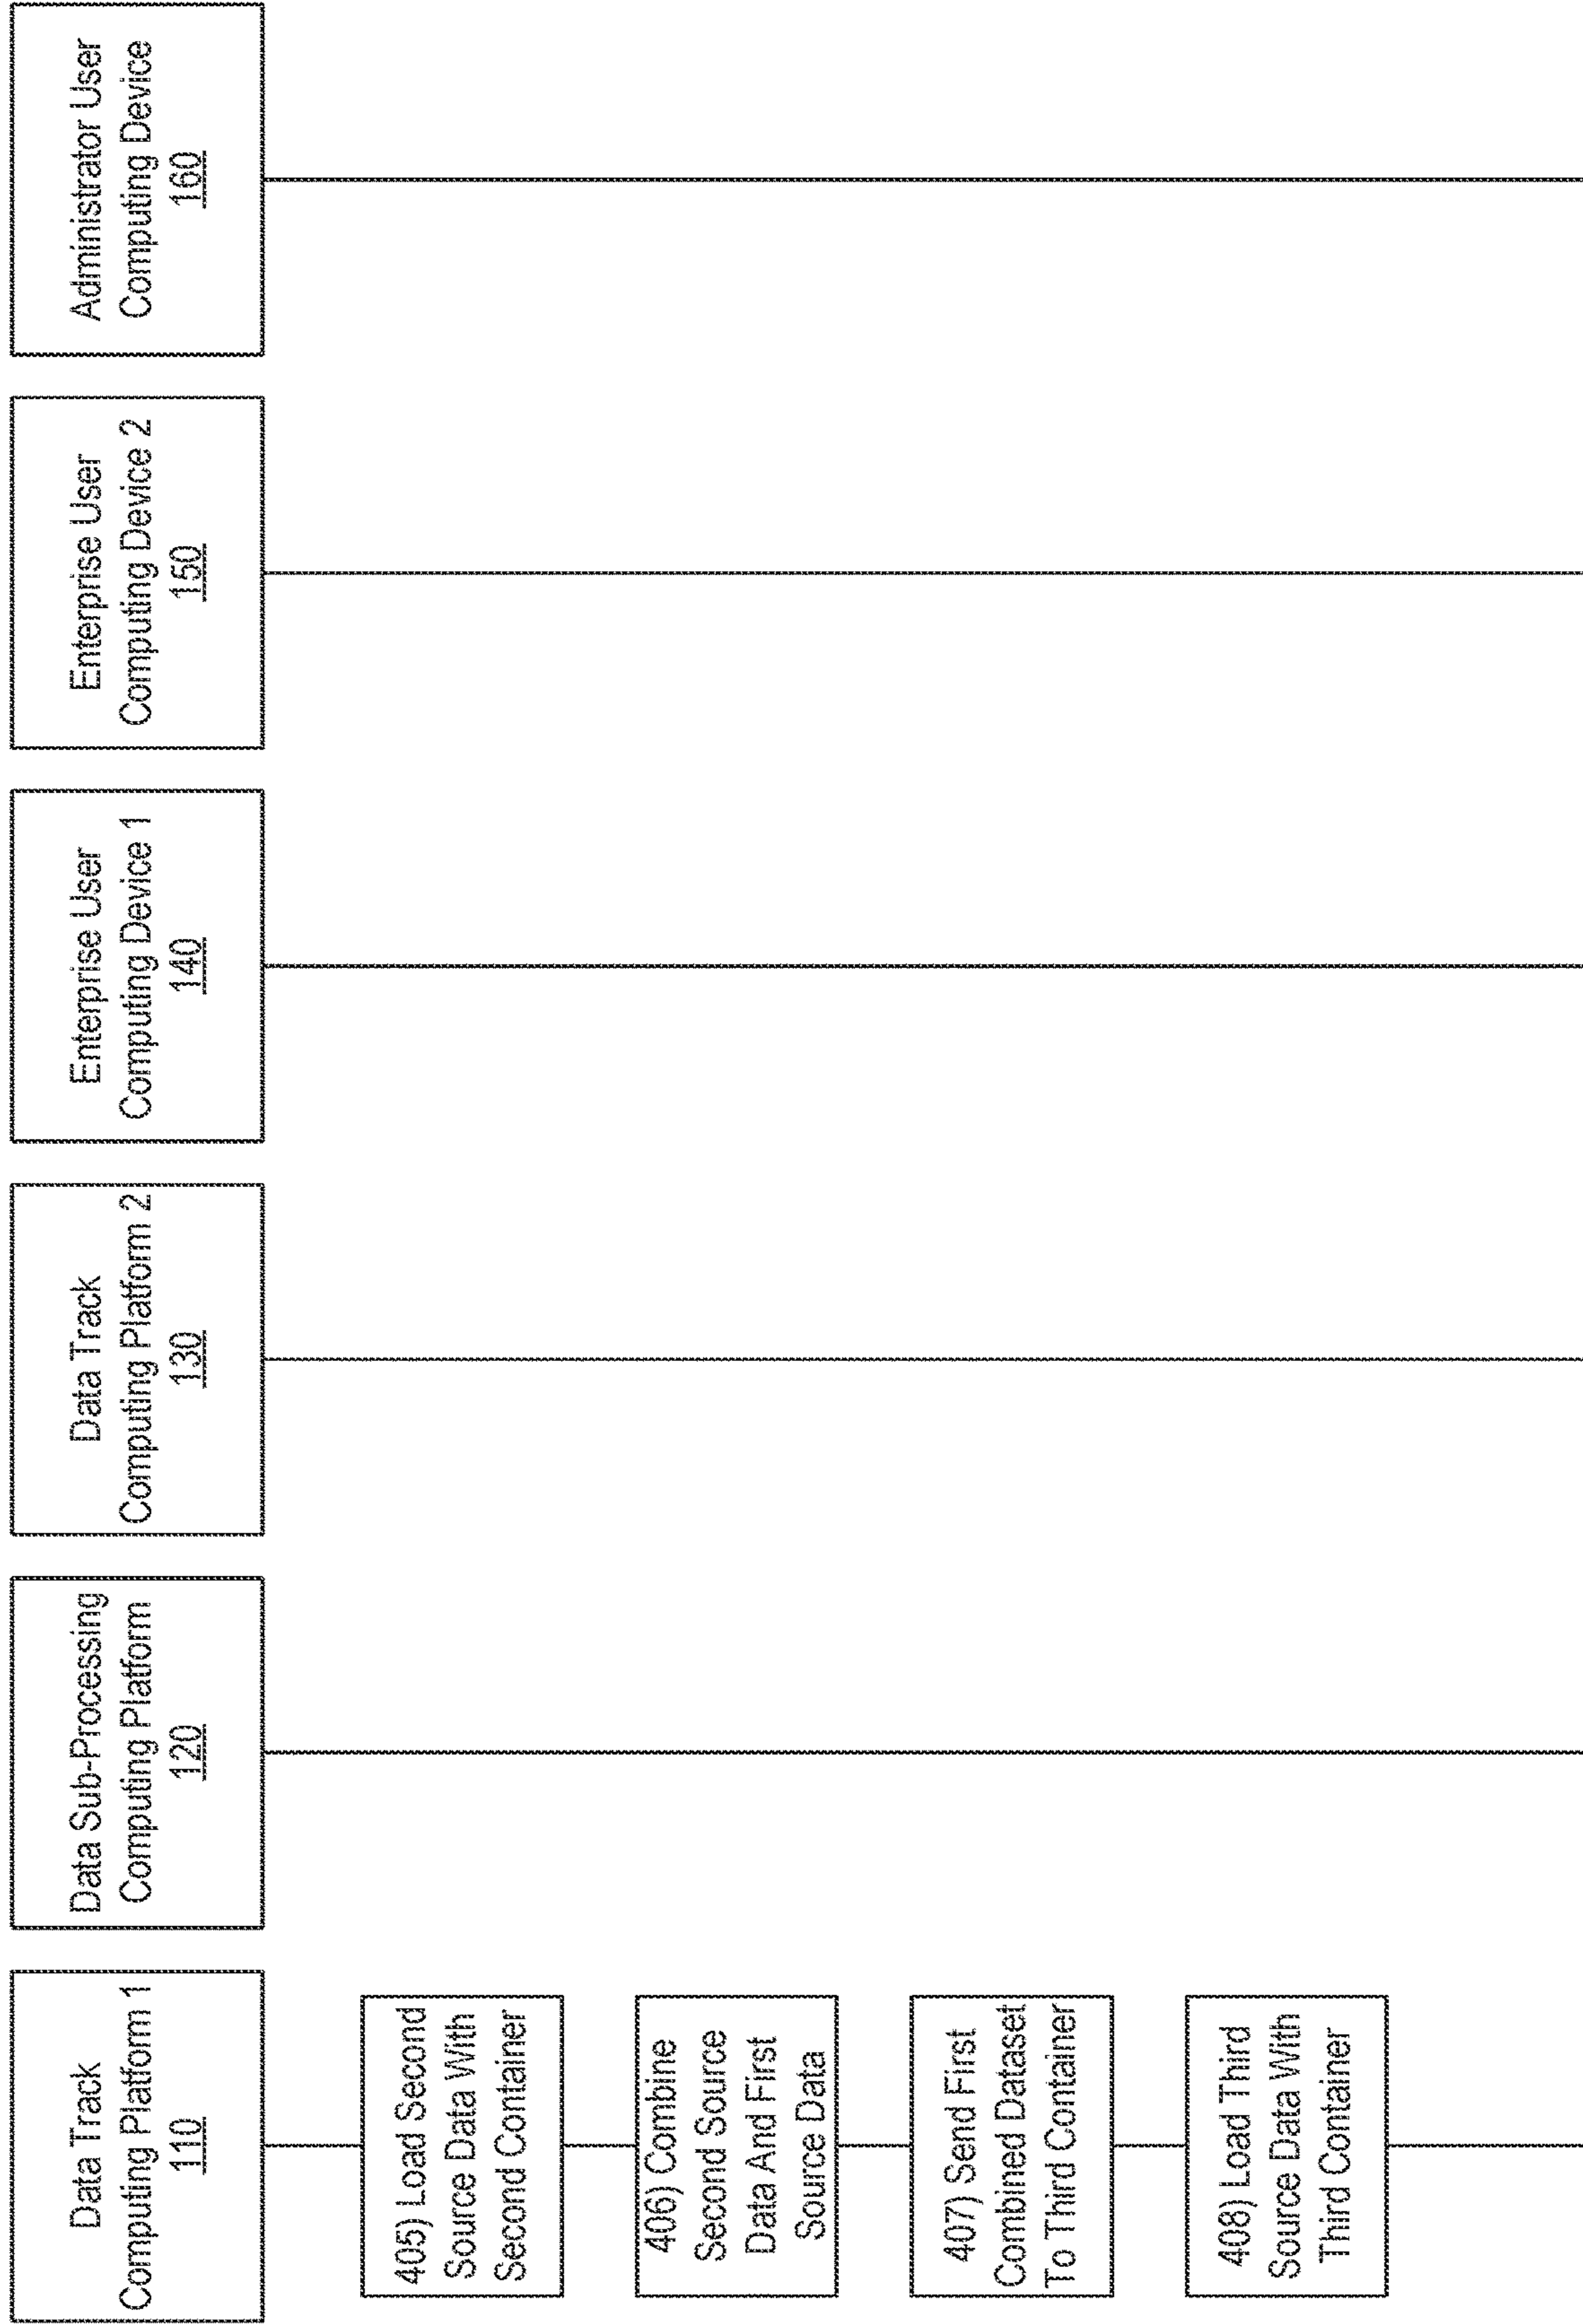 Data Track
Computing Platform 1
110
Data Sub-Processing
Computing Platform
120
Data Track
Computing Platform 2
130
Enterprise User
Computing Device 1
140
Enterprise User
Computing Device 2
150
Administrator User
Computing Device
160
405) Load Second
Source Data With
Second Container
406) Combine
Second Source
Data And First
Source Data
407) Send First
Combined Dataset
To Third Container
408) Load Third
Source Data With
Third Container